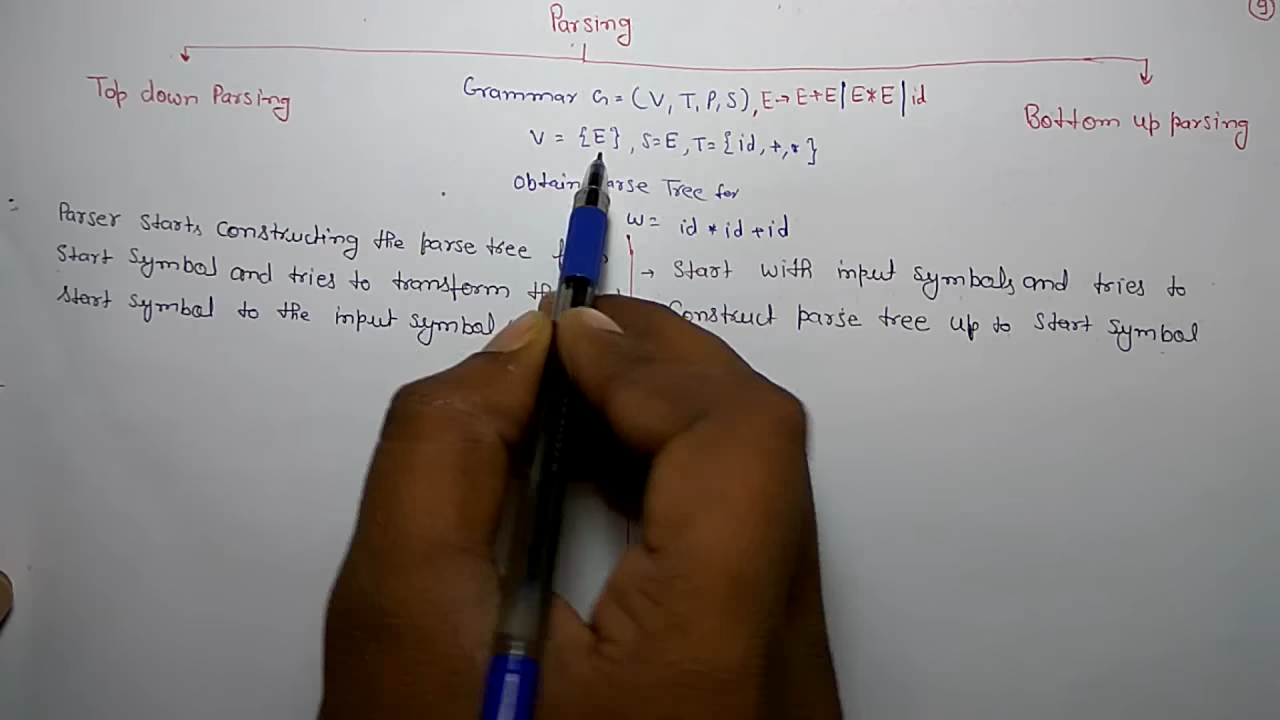 9
Parsing
Top down Parsing
Grammar G = (V, T, P, S), E → E+E | E*E | id
Bottom up parsing
V = {E}, S=E, T={id, +, *}
Obtain Parse Tree for
w = id * id + id
Parser starts constructing the parse tree
Start symbol and tries to transform
Start symbol to the input symbol
→ Start with input symbols and tries to
Construct parse tree up to start symbol